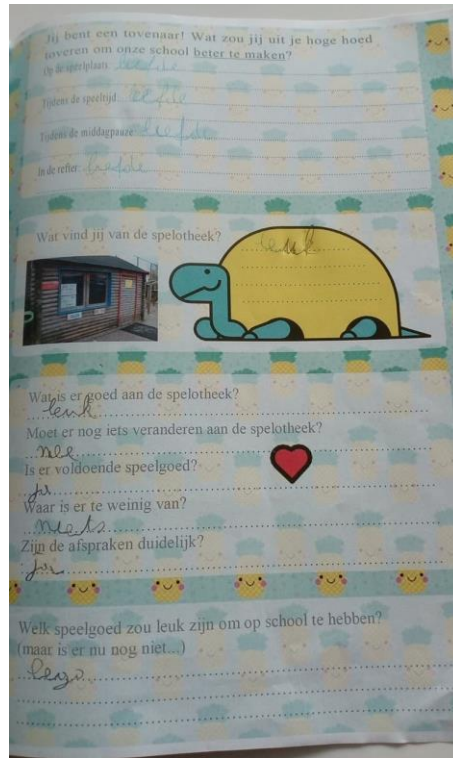 Jij bent een tovenaar! Wat zou jij uit je hoge hoed
toveren om onze school beter te maken?
Op de speelplaats: liefde
Tijdens de speeltijd: liefde
Tijdens de middagpauze: liefde
In de refter: liefde
Wat vind jij van de spelotheek?
leuk
Wat is er goed aan de spelotheek?
leuk
Moet er nog iets veranderen aan de spelotheek?
nee
Is er voldoende speelgoed?
ja
Waar is er te weinig van?
niets
Zijn de afspraken duidelijk?
ja
Welk speelgoed zou leuk zijn om op school te hebben?
(maar is er nu nog niet...)
lego